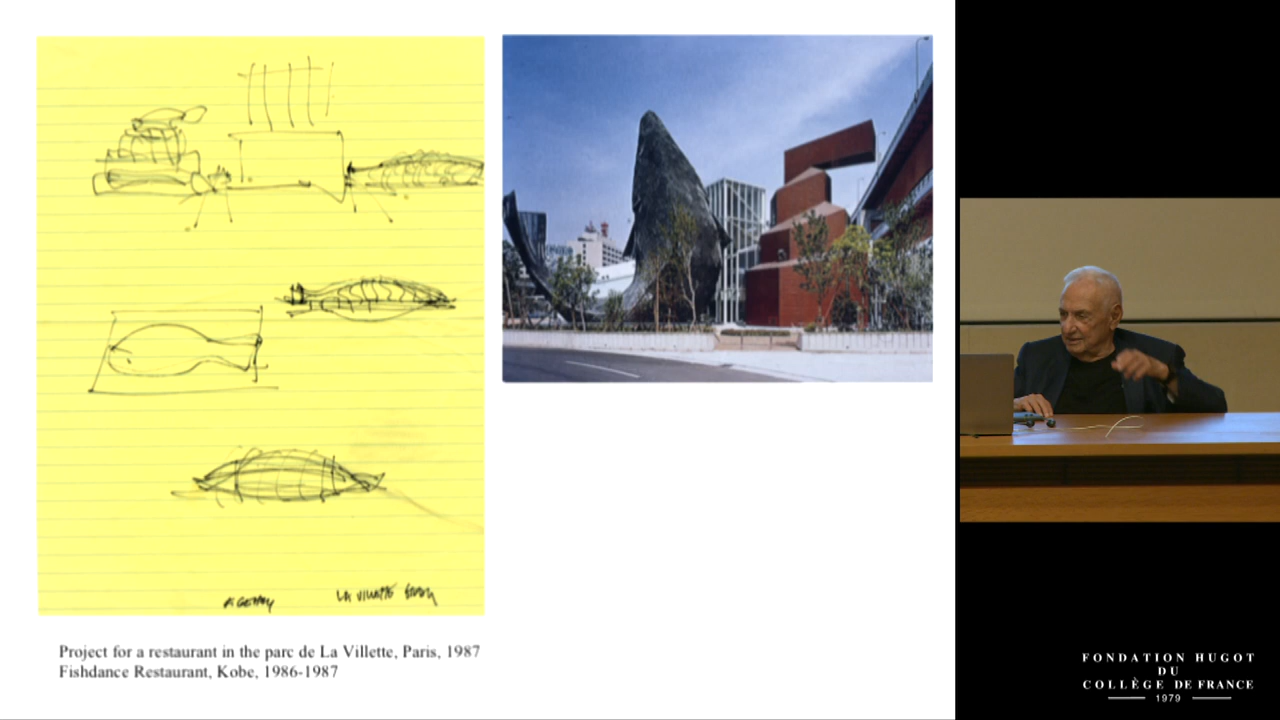 F. GEHRY
LA VILLETTE
Project for a restaurant in the parc de La Villette, Paris, 1987
Fishdance Restaurant, Kobe, 1986-1987
FONDATION HUGOT
DU
COLLÈGE DE FRANCE
1979